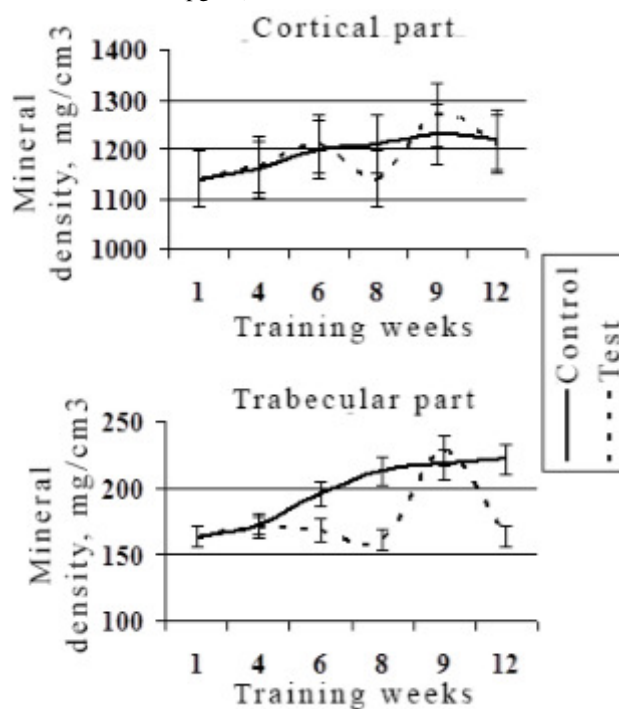 Cortical part
Mineral
density, mg/cm3
1400
1300
1200
1100
1000
1 4 6 8 9 12
Training weeks
Trabecular part
Mineral
density, mg/cm3
250
200
150
100
1 4 6 8 9 12
Training weeks
Control
Test